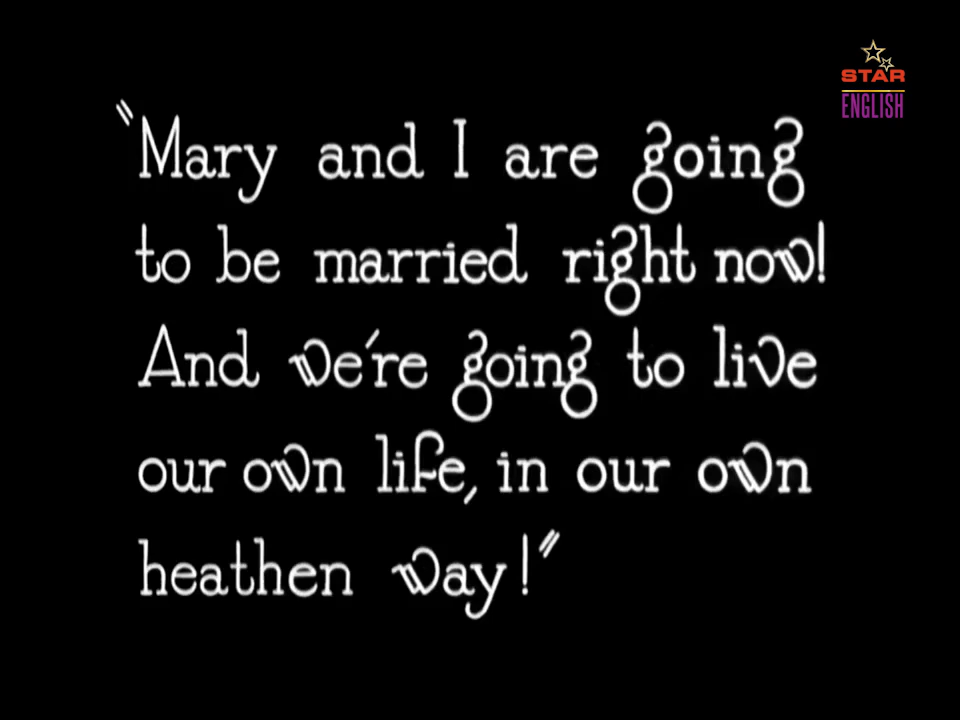 STAR
ENGLISH
"Mary and I are going
to be married right now!
And we're going to live
our own life, in our own
heathen way!"